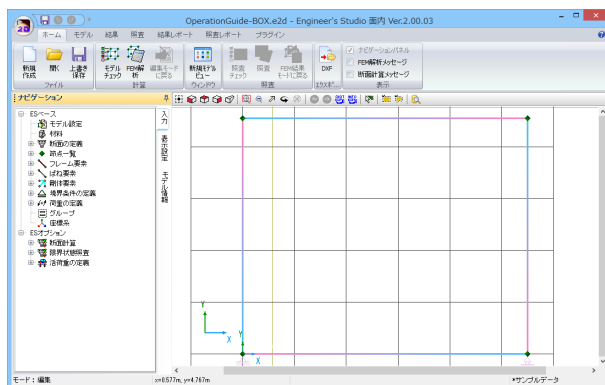 OperationGuide-BOX.e2d - Engineer's Studio 面内 Ver.2.00.03
2D
ホーム モデル 結果 照査 結果レポート 照査レポート プラグイン
新規作成 開く 上書き保存 モデルチェック FEM解析 編集モードに戻る 新規モデルビュー 照査チェック 照査 FEM結果モードに戻る DXF
ナビゲーションパネル
FEM解析メッセージ
断面計算メッセージ
ファイル 計算 ウィンドウ 照査 エクスポ... 表示
ナビゲーション
入力
表示設定
モデル情報
ESベース
モデル設定
材料
断面の定義
節点一覧
フレーム要素
ばね要素
剛体要素
境界条件の定義
荷重の定義
グループ
座標系
ESオプション
断面計算
限界状態照査
活荷重の定義
Y
X
Y
X
モード：編集
x=0.577m, y=4.767m
*サンプルデータ